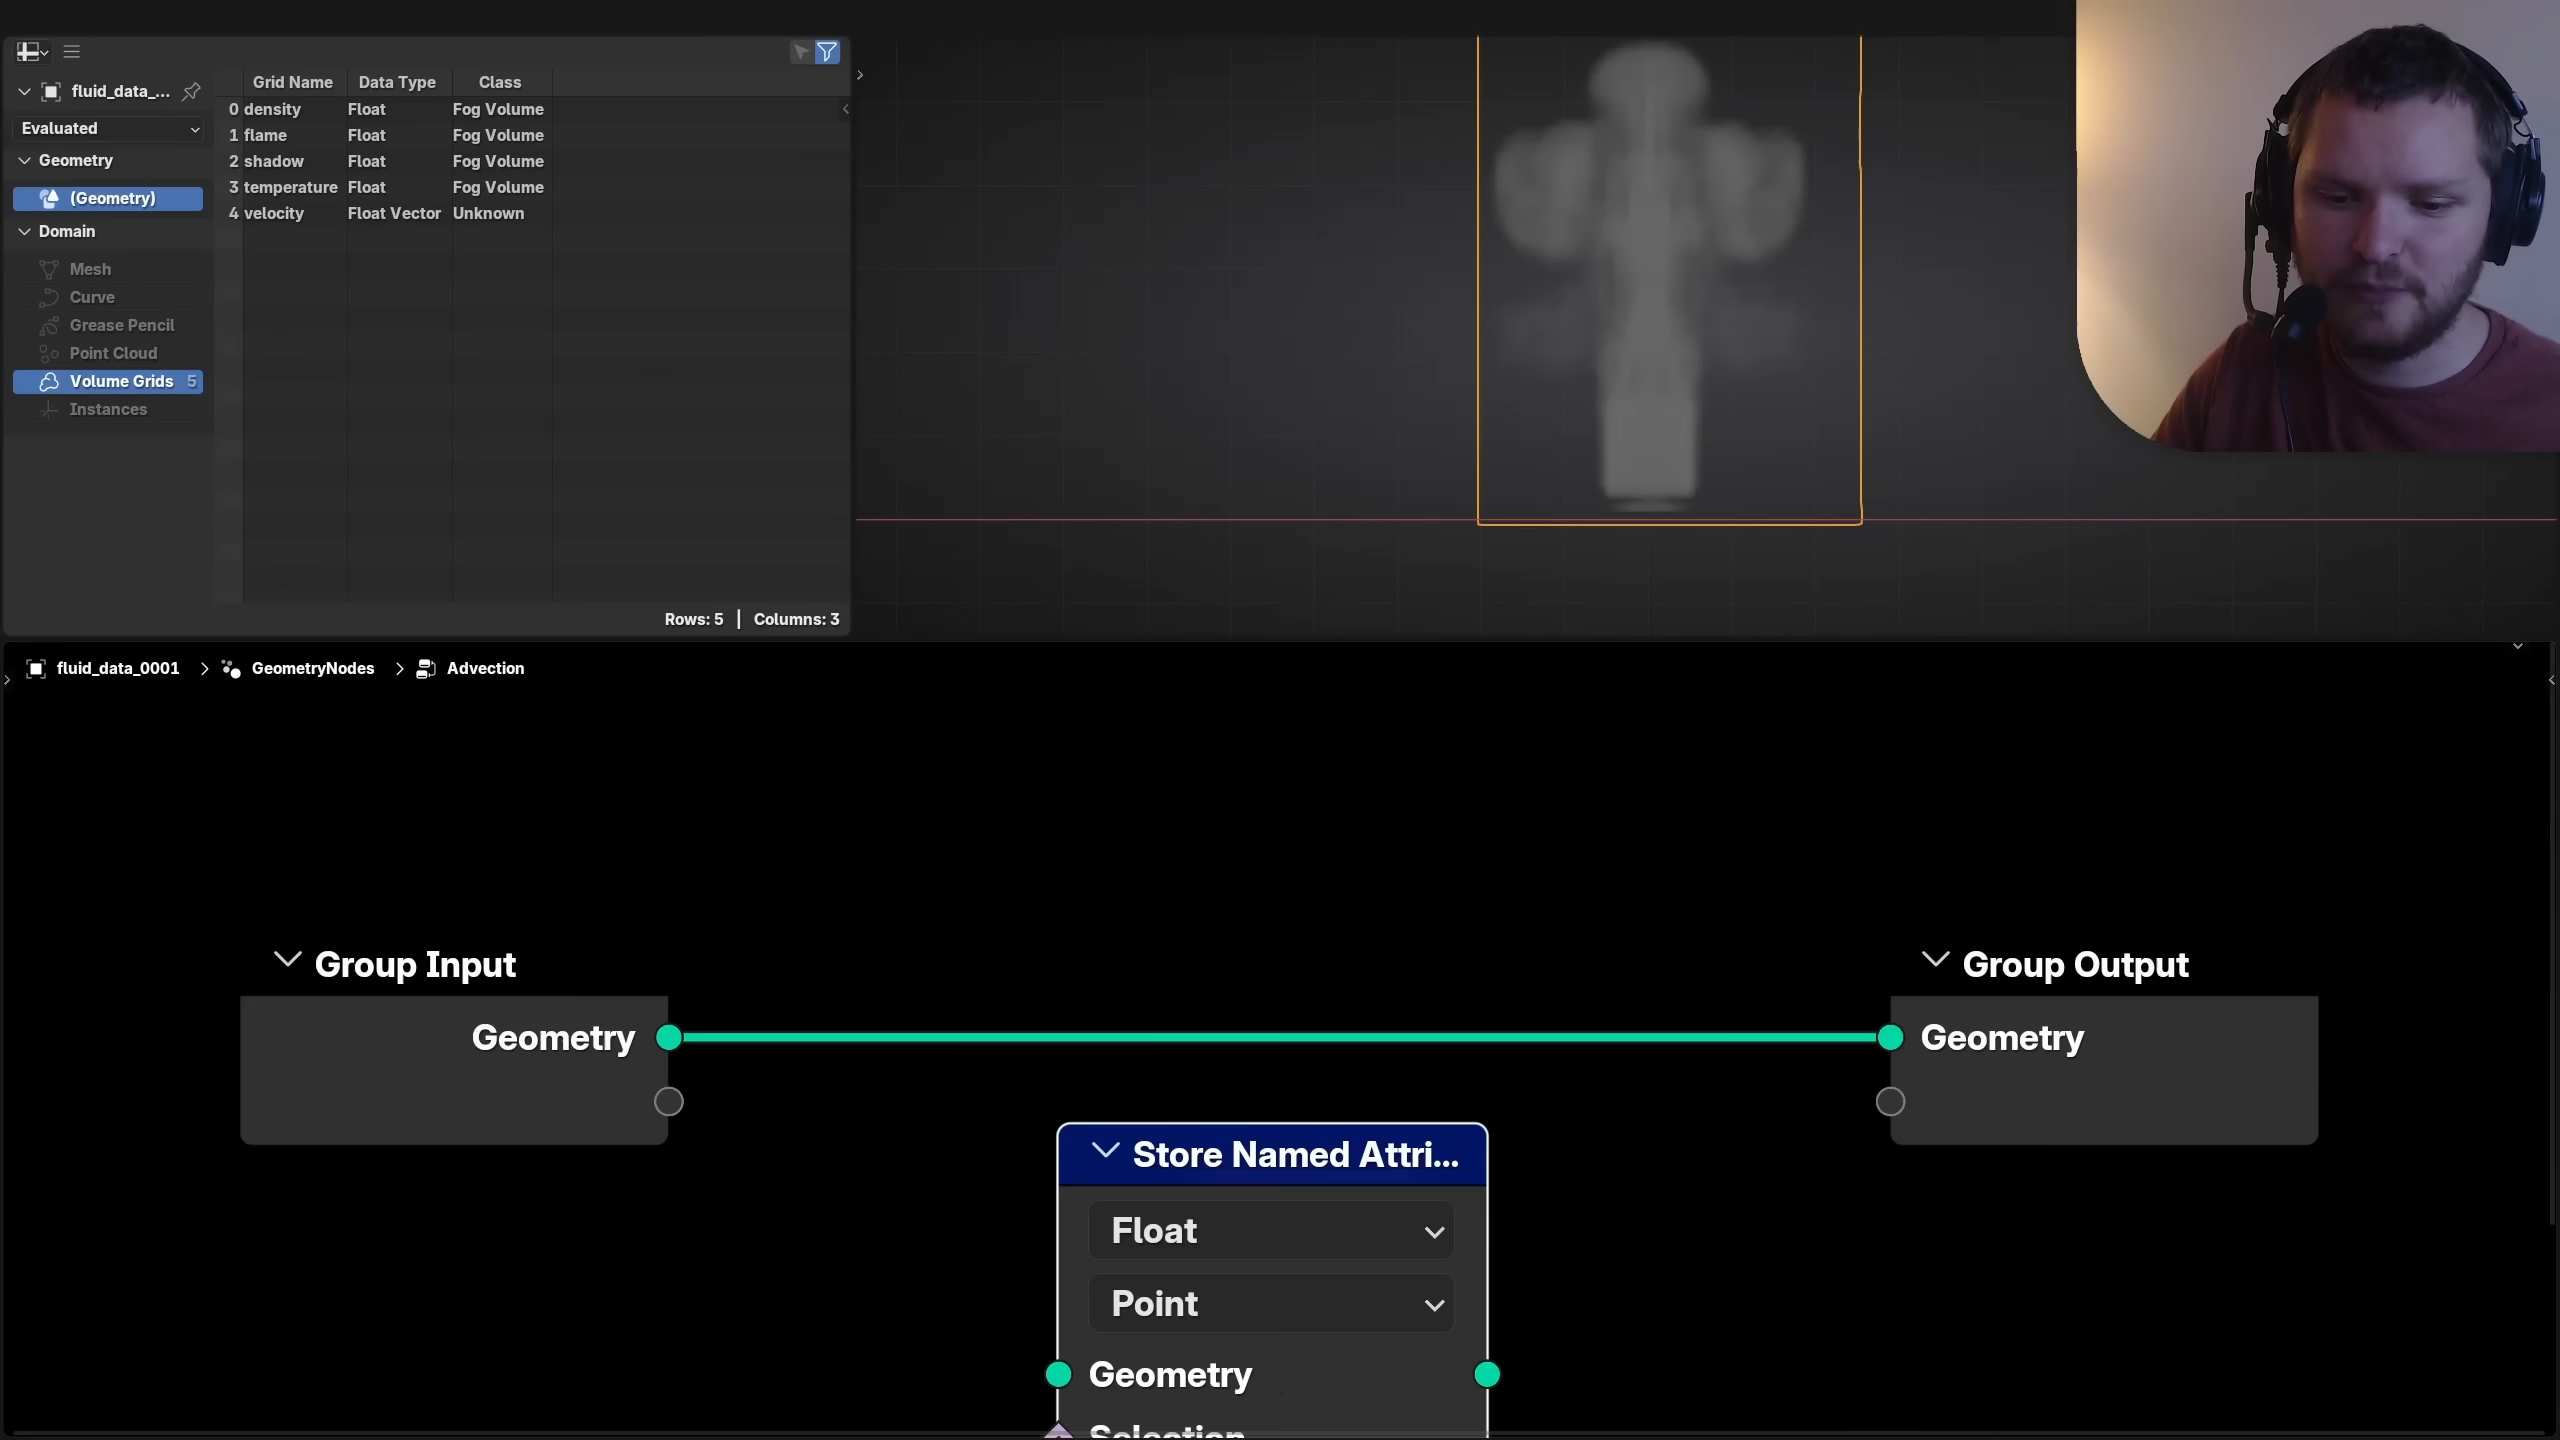 Grid Name Data Type Class
fluid_data_...
0 density Float Fog Volume
Evaluated
1 flame Float Fog Volume
Geometry
2 shadow Float Fog Volume
(Geometry)
3 temperature Float Fog Volume
4 velocity Float Vector Unknown
Domain
Mesh
Curve
Grease Pencil
Point Cloud
Volume Grids 5
Instances
Rows: 5 | Columns: 3
fluid_data_0001 > GeometryNodes > Advection
Group Input
Geometry
Group Output
Geometry
Store Named Attri...
Float
Point
Geometry
Selection